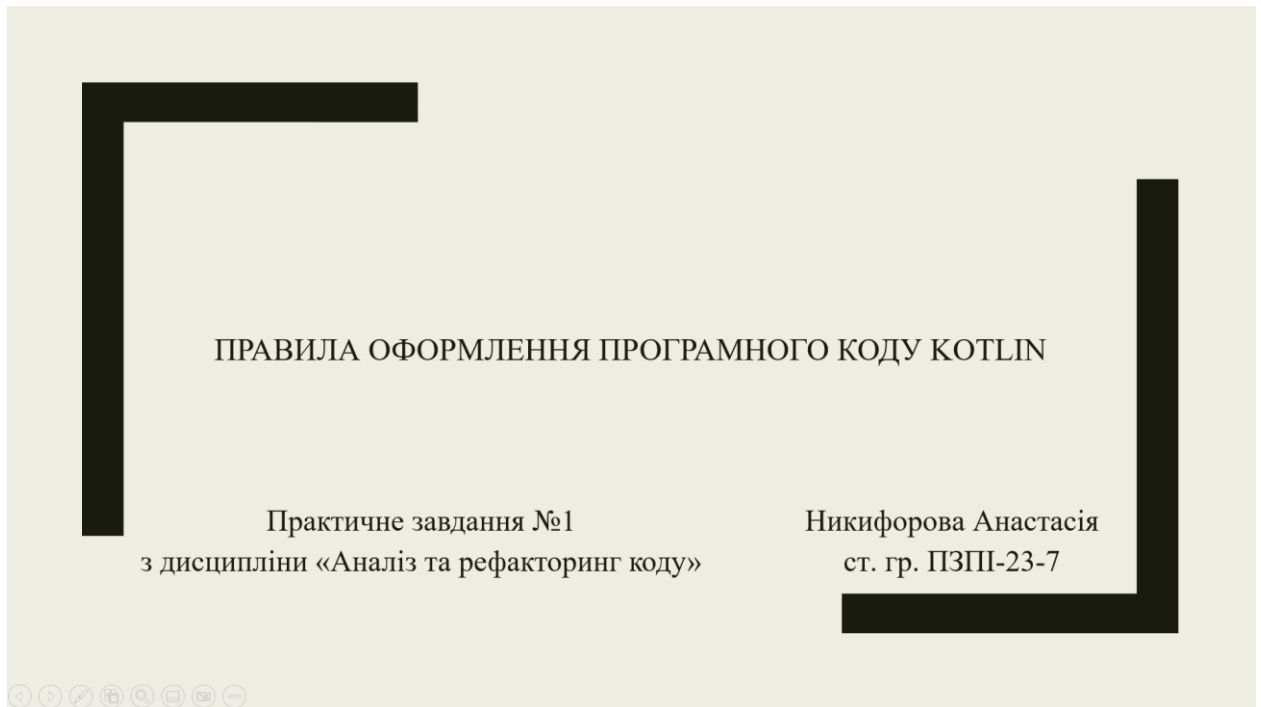 ПРАВИЛА ОФОРМЛЕННЯ ПРОГРАМНОГО КОДУ KOTLIN
Практичне завдання №1
з дисципліни «Аналіз та рефакторинг коду»
Никифорова Анастасія
ст. гр. ПЗПІ-23-7